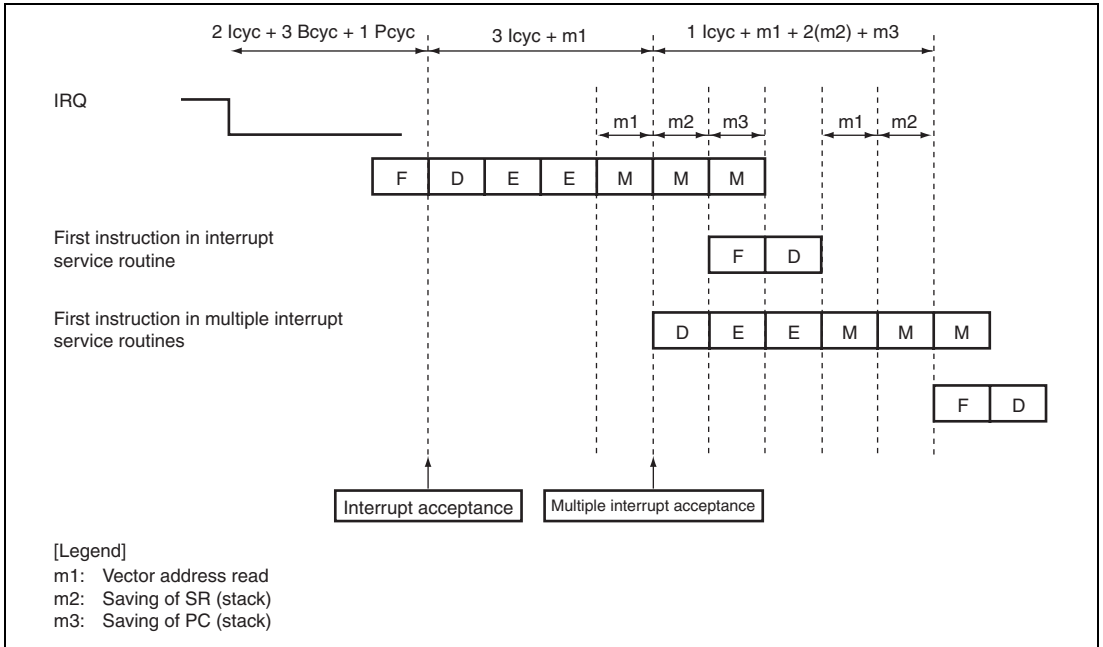 2 Icyc + 3 Bcyc + 1 Pcyc 3 Icyc + m1 1 Icyc + m1 + 2(m2) + m3
IRQ
m1 m2 m3 m1 m2
F D E E M M M
First instruction in interrupt
service routine
F D
First instruction in multiple interrupt
service routines
D E E M M M
F D
Interrupt acceptance Multiple interrupt acceptance
[Legend]
m1: Vector address read
m2: Saving of SR (stack)
m3: Saving of PC (stack)